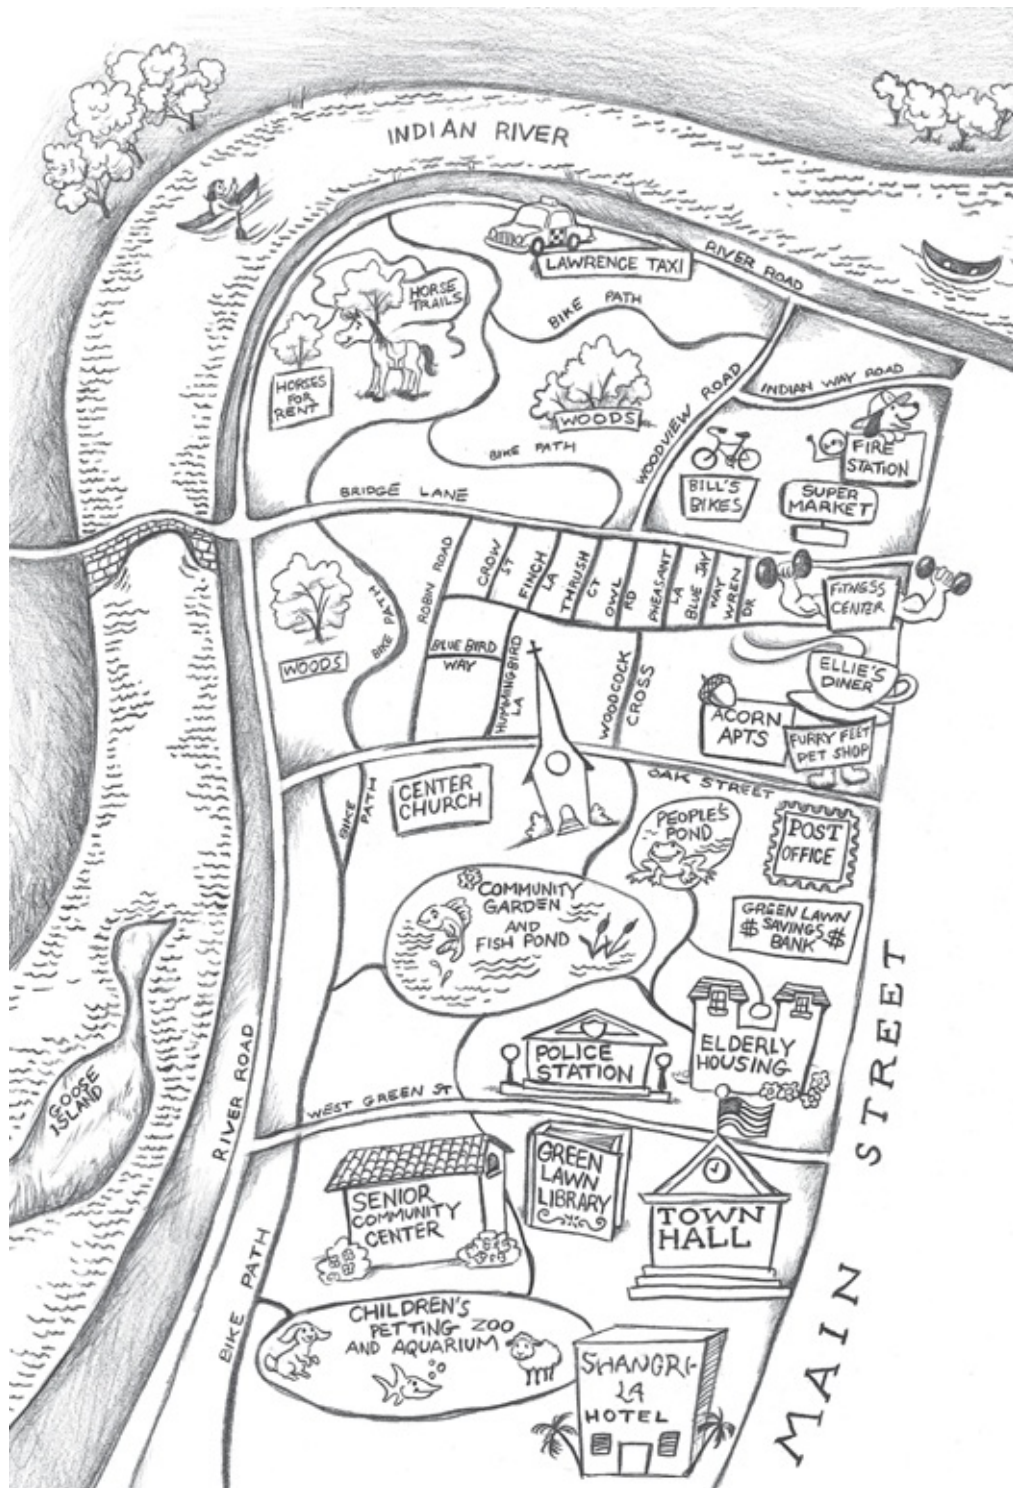 INDIAN RIVER
LAWRENCE TAXI
RIVER ROAD
HORSE
TRAILS
BIKE PATH
HORSES
FOR
RENT
WOODS
WOODVIEW ROAD
INDIAN WAY ROAD
FIRE
STATION
BILL'S
BIKES
SUPER
MARKET
BIKE PATH
BRIDGE LANE
ROBIN ROAD
CROW
ST
FINCH
LA
THRUSH
CT
OWL
RD
PHEASANT
LA
BLUE JAY
WAY
WREN
DR
FITNESS
CENTER
WOODS
BIKE PATH
BLUE BIRD
WAY
HUMMINGBIRD
LA
WOODCOCK
CROSS
ELLIE'S
DINER
ACORN
APTS
FURRY FEET
PET SHOP
OAK STREET
BIKE
PATH
CENTER
CHURCH
PEOPLE'S
POND
POST
OFFICE
COMMUNITY
GARDEN
AND
FISH POND
GREEN LAWN
$ SAVINGS $
BANK
POLICE
STATION
ELDERLY
HOUSING
GOOSE
ISLAND
RIVER ROAD
WEST GREEN ST
MAIN STREET
SENIOR
COMMUNITY
CENTER
GREEN
LAWN
LIBRARY
TOWN
HALL
BIKE PATH
CHILDREN'S
PETTING ZOO
AND AQUARIUM
SHANGRI-
LA
HOTEL